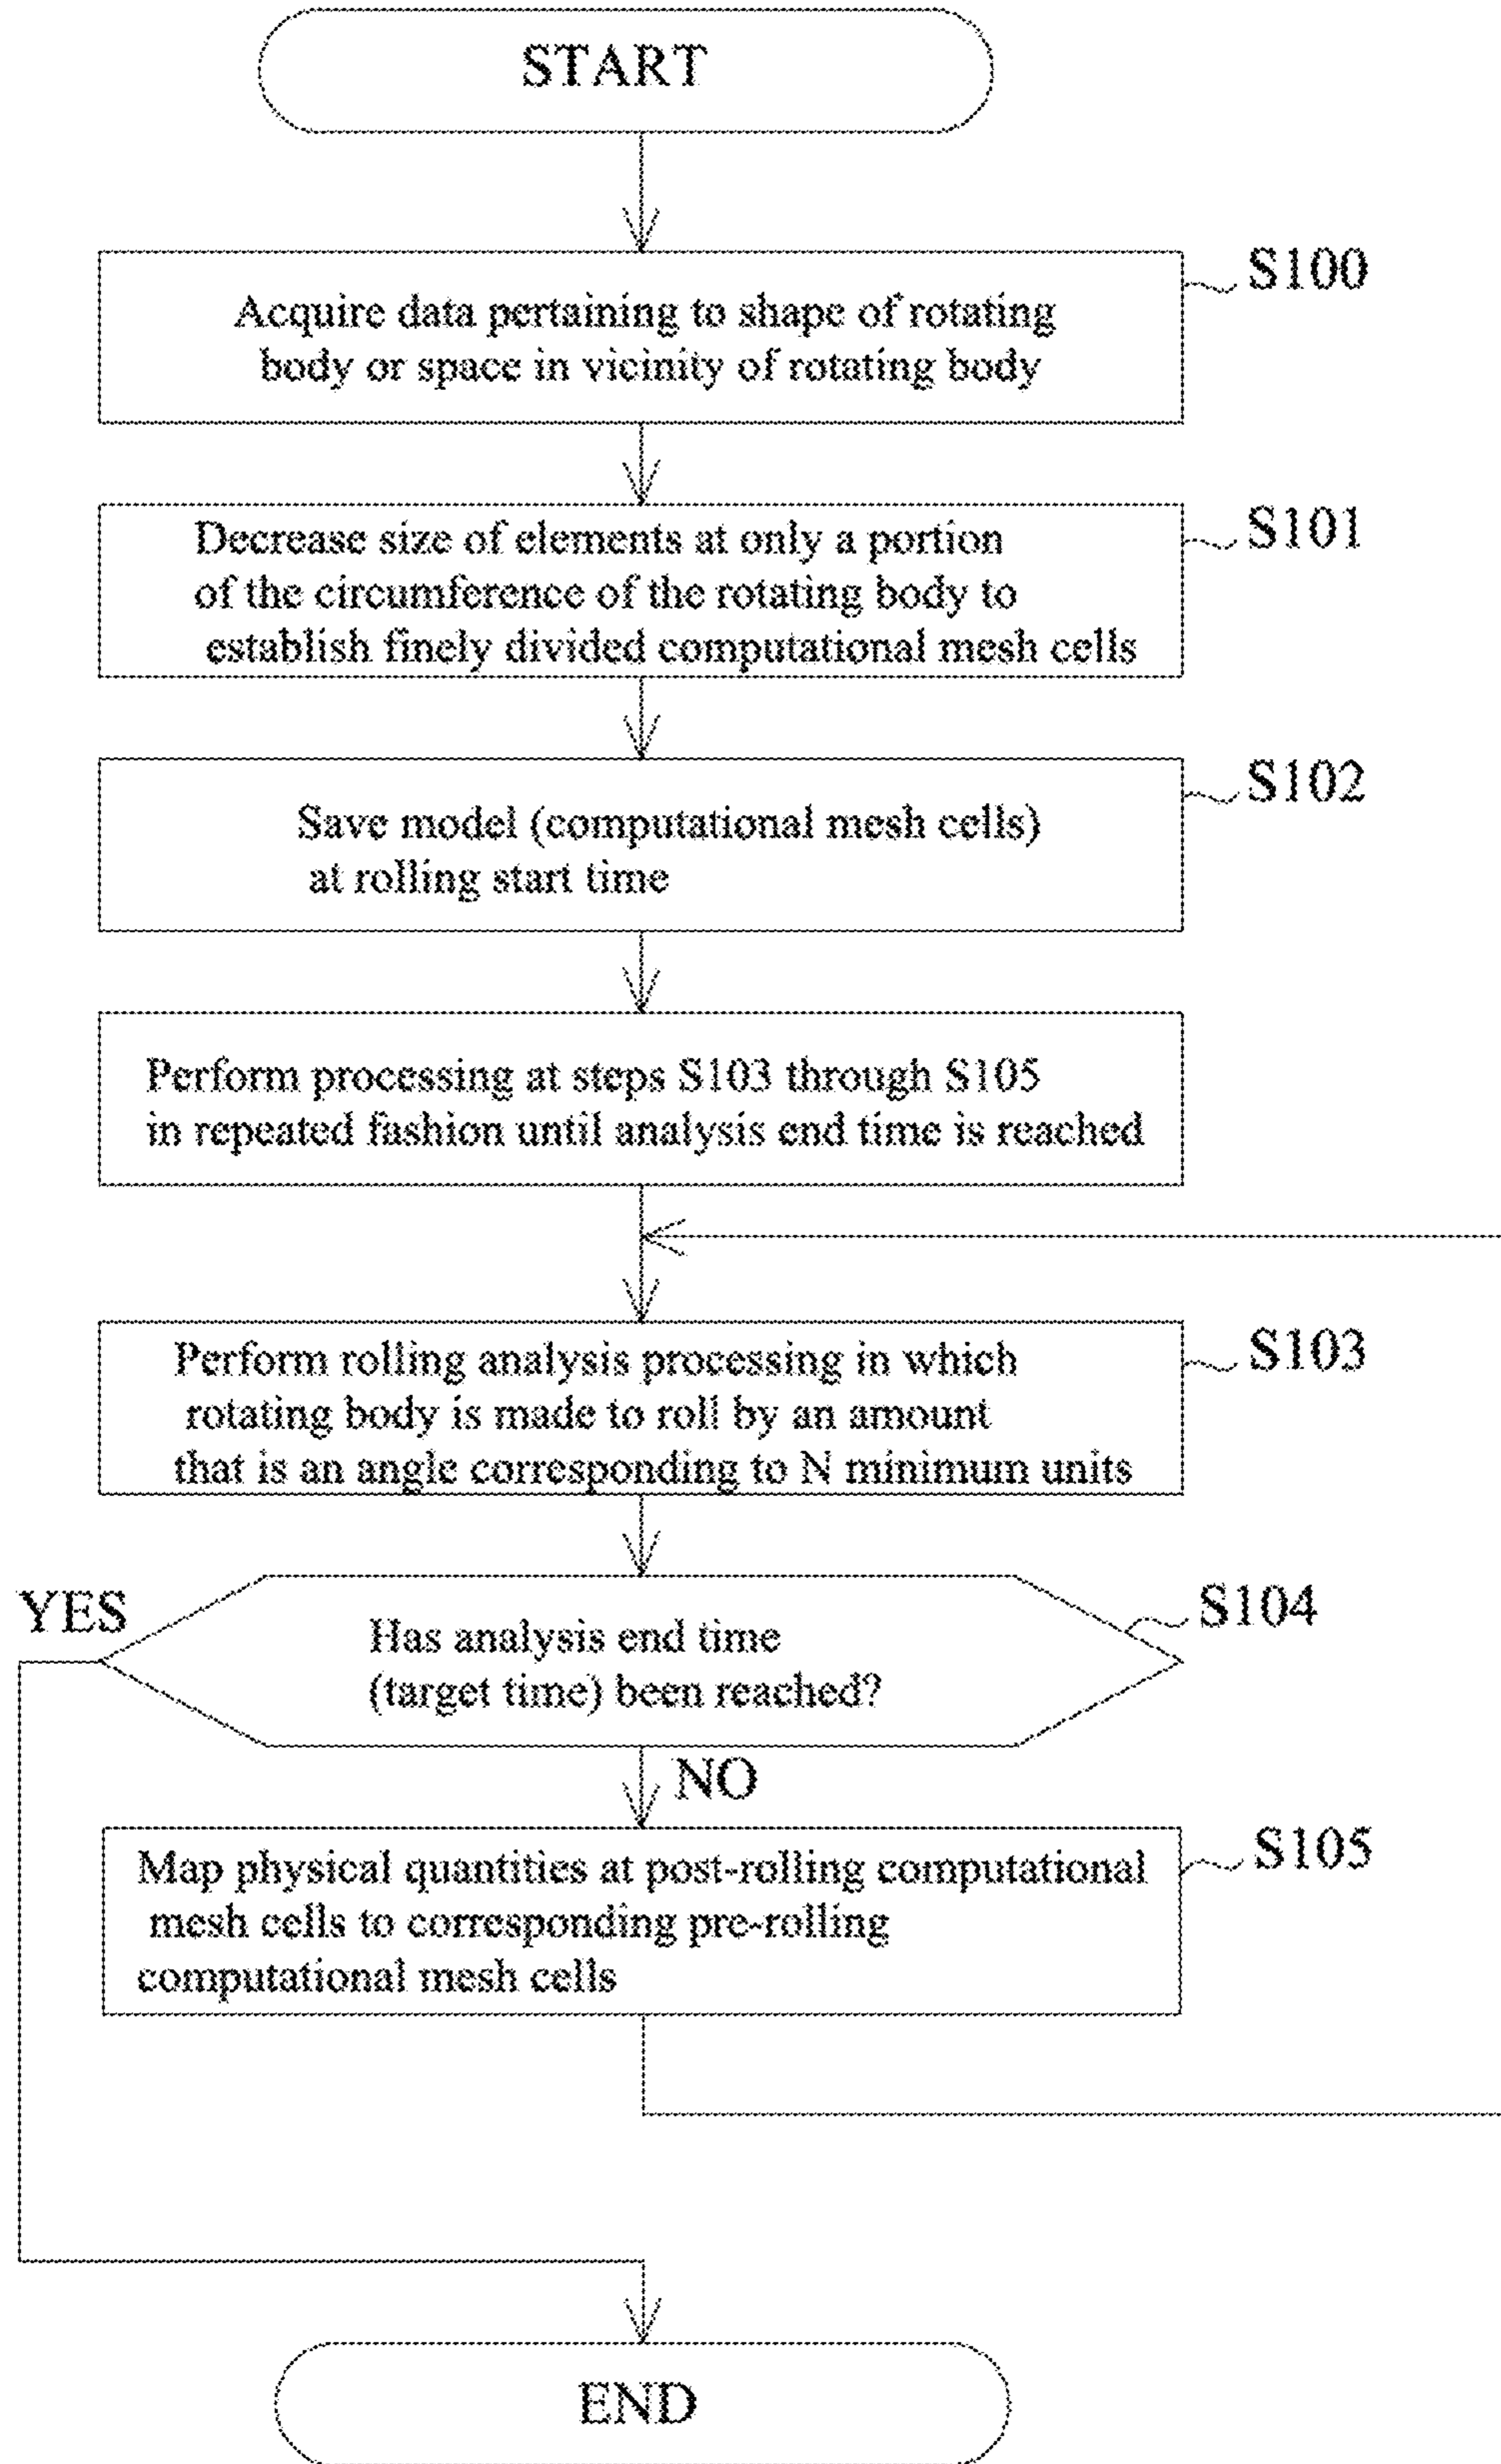 START
S100
Acquire data pertaining to shape of rotating
body or space in vicinity of rotating body
S101
Decrease size of elements at only a portion
of the circumference of the rotating body to
establish finely divided computational mesh cells
S102
Save model (computational mesh cells)
at rolling start time
Perform processing at steps S103 through S105
in repeated fashion until analysis end time is reached
S103
Perform rolling analysis processing in which
rotating body is made to roll by an amount
that is an angle corresponding to N minimum units
YES
S104
Has analysis end time
(target time) been reached?
NO
S105
Map physical quantities at post-rolling computational
mesh cells to corresponding pre-rolling
computational mesh cells
END